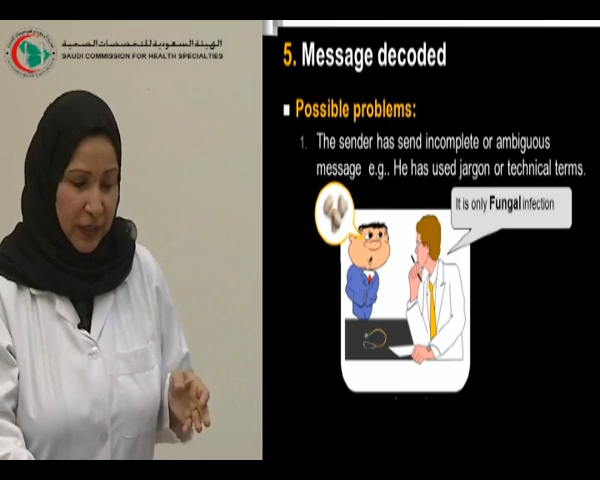 الهيئة السعودية للتخصصات الصحية
SAUDI COMMISSION FOR HEALTH SPECIALTIES
5. Message decoded
Possible problems:
1. The sender has send incomplete or ambiguous
message e.g.. He has used jargon or technical terms.
It is only Fungal infection